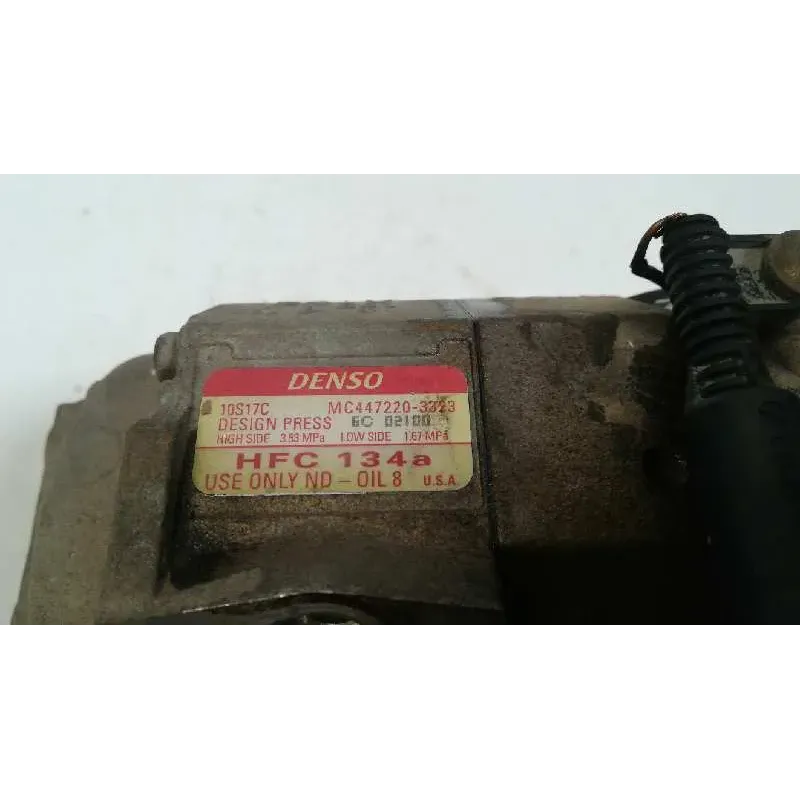 DENSO
10S17C MC447220-3323
DESIGN PRESS EC 02100
HIGH SIDE 3.53 MPa LOW SIDE 1.67 MPa
HFC 134a
USE ONLY ND-OIL 8 U.S.A.